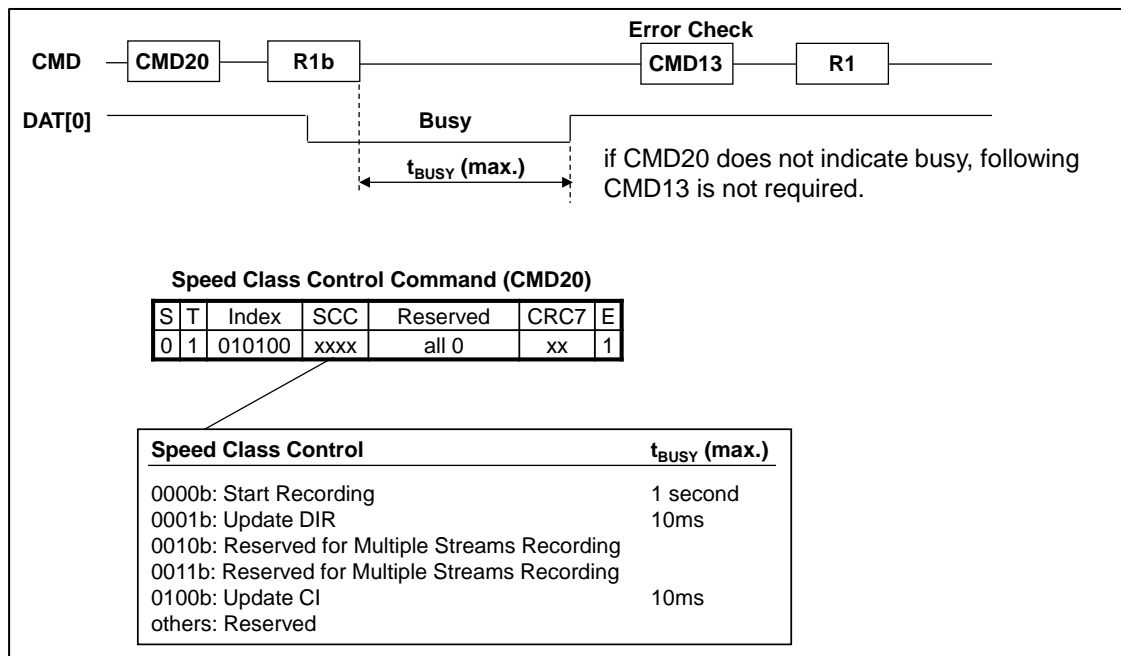 Error Check
CMD CMD20 R1b CMD13 R1
DAT[0] Busy
tBUSY (max.)
if CMD20 does not indicate busy, following
CMD13 is not required.
Speed Class Control Command (CMD20)
S T Index SCC Reserved CRC7 E
0 1 010100 xxxx all 0 xx 1
Speed Class Control tBUSY (max.)
0000b: Start Recording 1 second
0001b: Update DIR 10ms
0010b: Reserved for Multiple Streams Recording
0011b: Reserved for Multiple Streams Recording
0100b: Update CI 10ms
others: Reserved